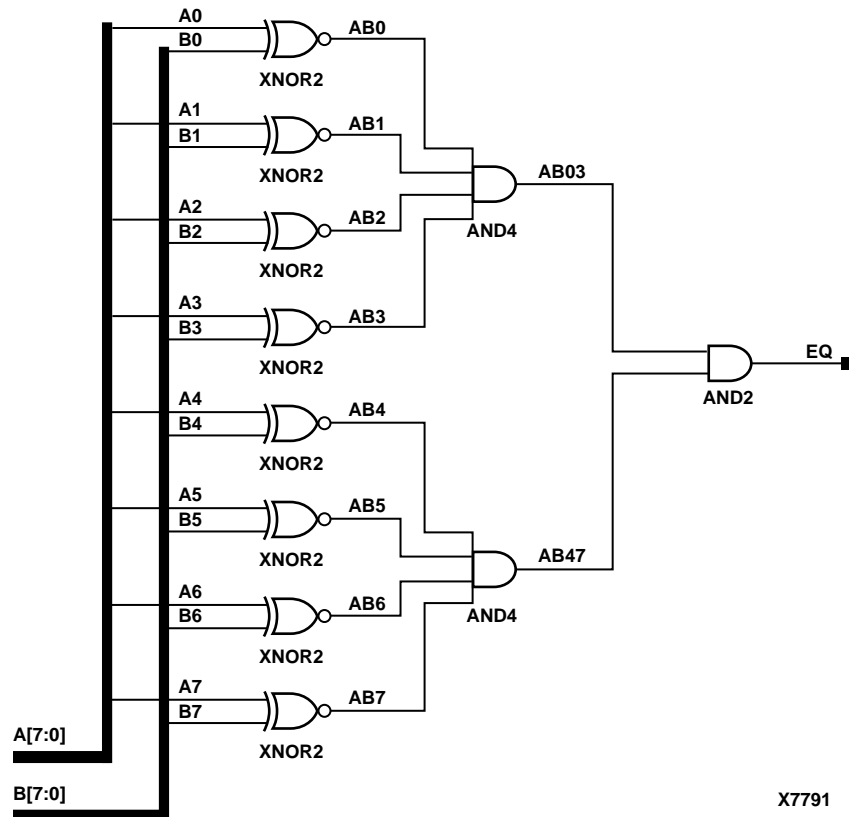 A0
B0
AB0
XNOR2
A1
B1
AB1
XNOR2
AB03
A2
B2
AB2
AND4
XNOR2
A3
B3
AB3
XNOR2
EQ
AND2
A4
B4
AB4
XNOR2
A5
B5
AB5
XNOR2
AB47
A6
B6
AB6
AND4
XNOR2
A7
B7
AB7
XNOR2
A[7:0]
B[7:0]
X7791